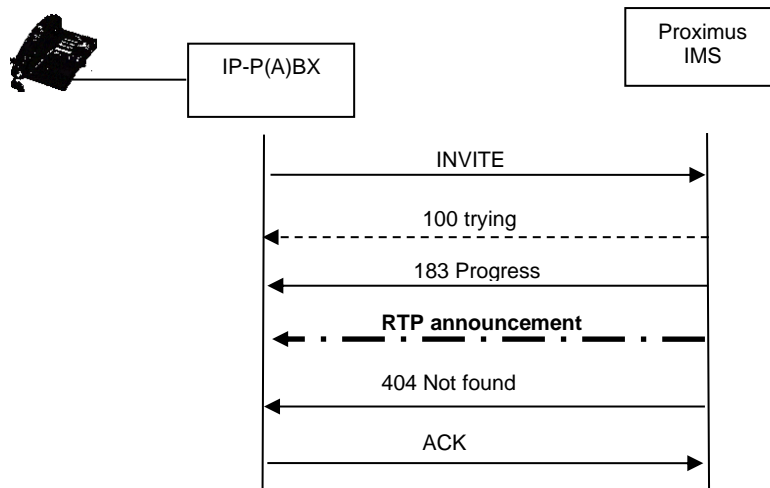 Proximus
IMS
IP-P(A)BX
INVITE
100 trying
183 Progress
RTP announcement
404 Not found
ACK